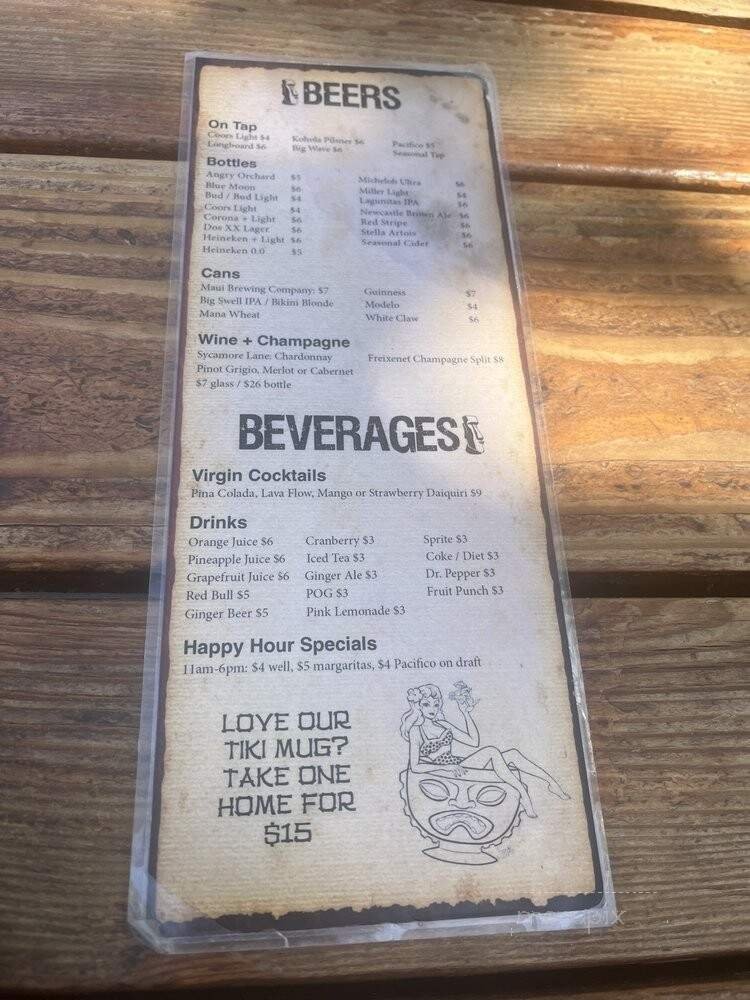 BEERS
On Tap
Coors Light $4 Kohola Pilsner $6 Pacifico $5
Longboard $6 Big Wave $6 Seasonal Tap
Bottles
Angry Orchard $5 Michelob Ultra $6
Blue Moon $6 Miller Light $4
Bud / Bud Light $4 Lagunitas IPA $6
Coors Light $4 Newcastle Brown Ale $6
Corona + Light $6 Red Stripe $6
Dos XX Lager $6 Stella Artois $6
Heineken + Light $6 Seasonal Cider $6
Heineken 0.0 $5
Cans
Maui Brewing Company: $7 Guinness $7
Big Swell IPA / Bikini Blonde Modelo $4
Mana Wheat White Claw $6
Wine + Champagne
Sycamore Lane: Chardonnay Freixenet Champagne Split $8
Pinot Grigio, Merlot or Cabernet
$7 glass / $26 bottle
BEVERAGES
Virgin Cocktails
Pina Colada, Lava Flow, Mango or Strawberry Daiquiri $9
Drinks
Orange Juice $6 Cranberry $3 Sprite $3
Pineapple Juice $6 Iced Tea $3 Coke / Diet $3
Grapefruit Juice $6 Ginger Ale $3 Dr. Pepper $3
Red Bull $5 POG $3 Fruit Punch $3
Ginger Beer $5 Pink Lemonade $3
Happy Hour Specials
11am-6pm: $4 well, $5 margaritas, $4 Pacifico on draft
LOVE OUR
TIKI MUG?
TAKE ONE
HOME FOR
$15